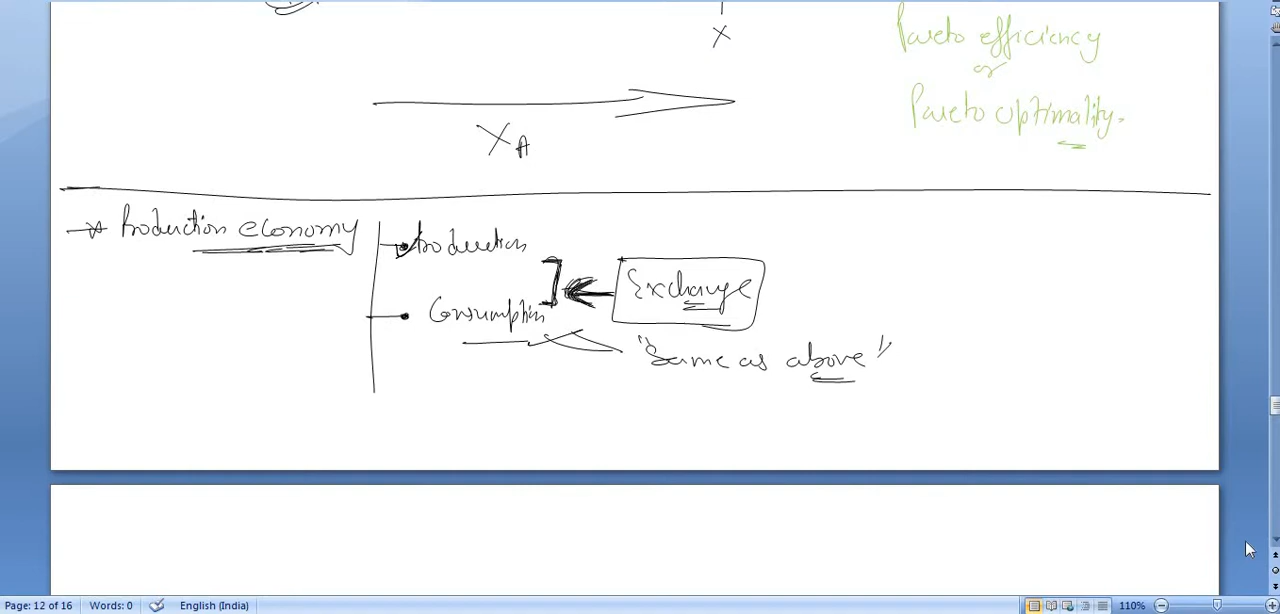 X
Pareto efficiency
or
Pareto optimality.
X A
Production economy
Production
Consumption
Exchange
"Same as above"
Page: 12 of 16 Words: 0 English (India) 110%